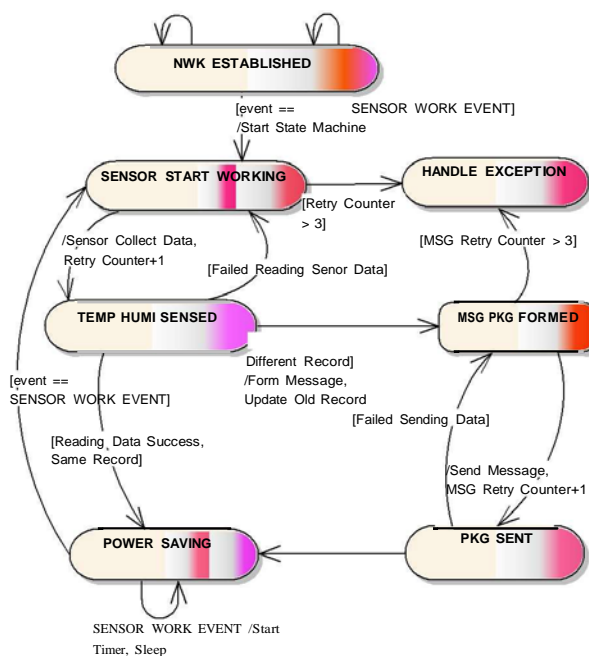 NWK ESTABLISHED
[event == SENSOR WORK EVENT]
/Start State Machine
SENSOR START WORKING
HANDLE EXCEPTION
[Retry Counter
> 3]
/Sensor Collect Data,
Retry Counter+1
[Failed Reading Senor Data]
[MSG Retry Counter > 3]
TEMP HUMI SENSED
MSG PKG FORMED
Different Record]
/Form Message,
Update Old Record
[event ==
SENSOR WORK EVENT]
[Failed Sending Data]
[Reading Data Success,
Same Record]
/Send Message,
MSG Retry Counter+1
POWER SAVING
PKG SENT
SENSOR WORK EVENT /Start
Timer, Sleep